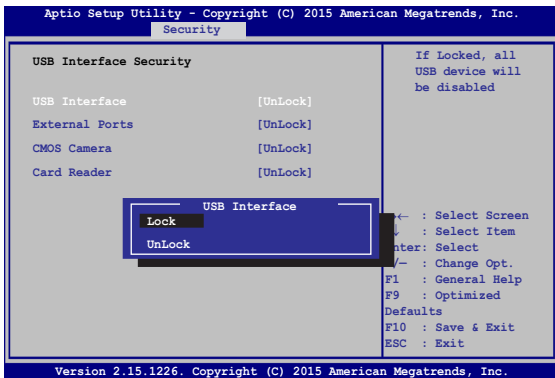 Aptio Setup Utility - Copyright (C) 2015 American Megatrends, Inc.
Security
USB Interface Security
USB Interface [UnLock]
External Ports [UnLock]
CMOS Camera [UnLock]
Card Reader [UnLock]
If Locked, all
USB device will
be disabled
USB Interface
Lock
UnLock
← : Select Screen
↓ : Select Item
nter: Select
/— : Change Opt.
F1 : General Help
F9 : Optimized
Defaults
F10 : Save & Exit
ESC : Exit
Version 2.15.1226. Copyright (C) 2015 American Megatrends, Inc.